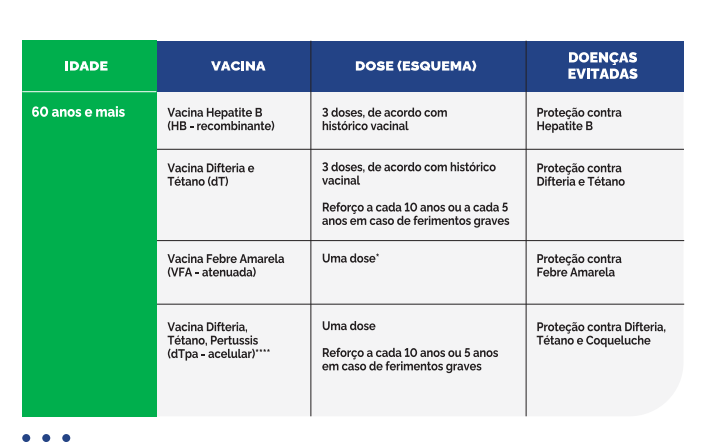 IDADE
VACINA
DOSE (ESQUEMA)
DOENÇAS
EVITADAS
60 anos e mais
Vacina Hepatite B
(HB - recombinante)
3 doses, de acordo com
histórico vacinal
Proteção contra
Hepatite B
Vacina Difteria e
Tétano (dT)
3 doses, de acordo com histórico
vacinal
Reforço a cada 10 anos ou a cada 5
anos em caso de ferimentos graves
Proteção contra
Difteria e Tétano
Vacina Febre Amarela
(VFA - atenuada)
Uma dose*
Proteção contra
Febre Amarela
Vacina Difteria,
Tétano, Pertussis
(dTpa - acelular)****
Uma dose
Reforço a cada 10 anos ou 5 anos
em caso de ferimentos graves
Proteção contra Difteria,
Tétano e Coqueluche